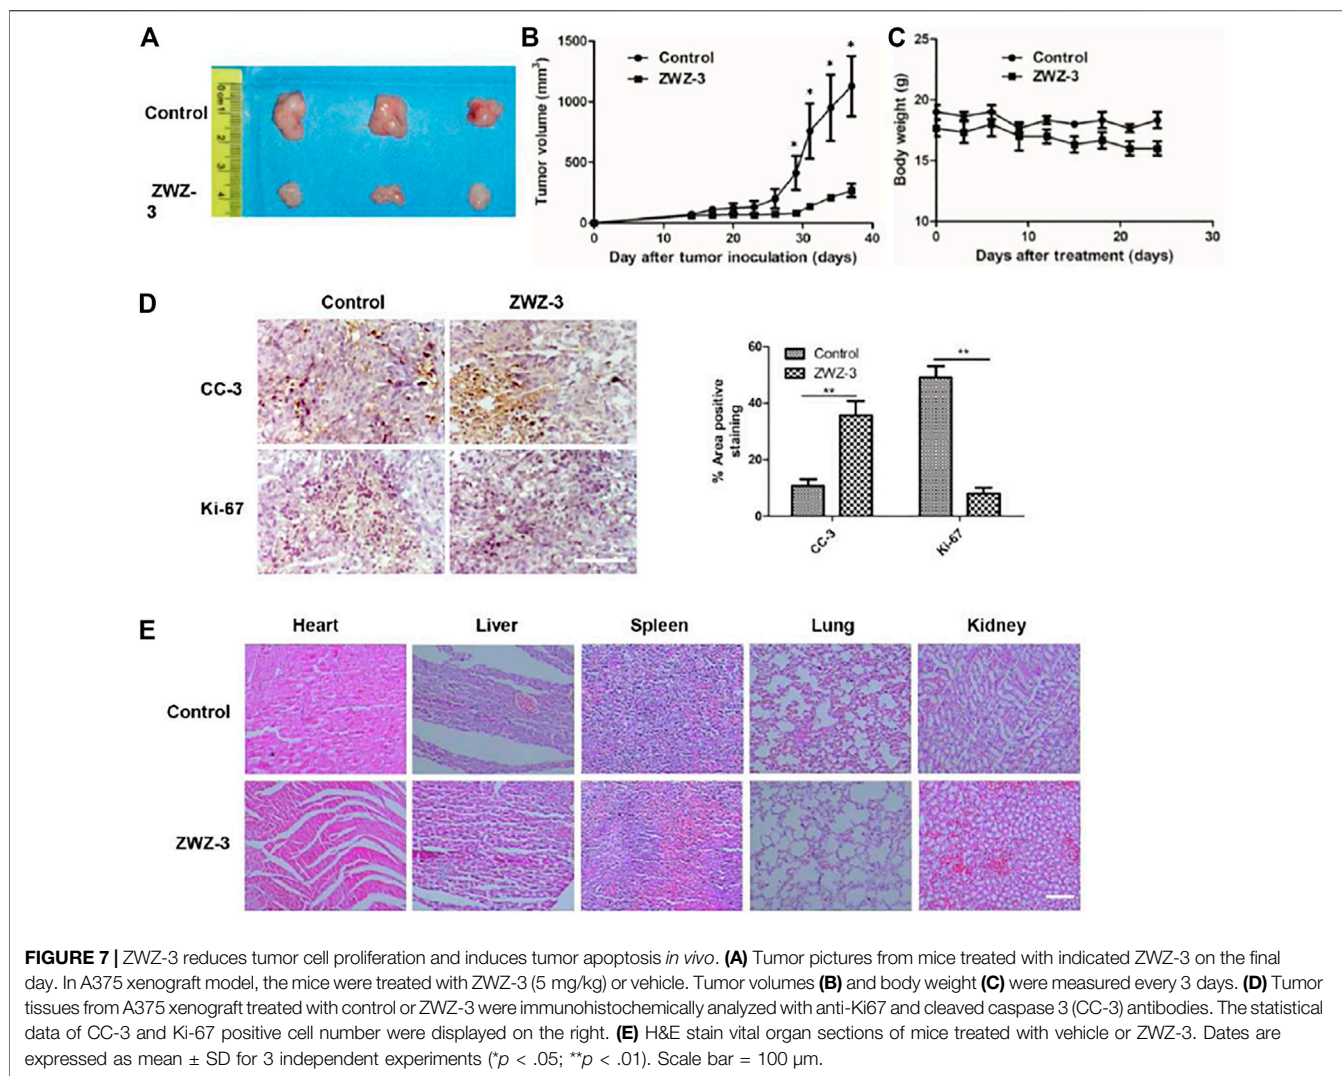 A
0 cm 1
2
3
4
Control
ZWZ-
3
B
Tumor volume (mm³)
1500
1000
500
0
Control
ZWZ-3
* * * *
0 10 20 30 40
Day after tumor inoculation (days)
C
Body weight (g)
25
20
15
10
Control
ZWZ-3
0 10 20 30
Days after treatment (days)
D
Control ZWZ-3
CC-3
Ki-67
% Area positive
staining
60
40
20
0
Control
ZWZ-3
**
**
CC-3
Ki-67
E
Heart Liver Spleen Lung Kidney
Control
ZWZ-3
FIGURE 7 | ZWZ-3 reduces tumor cell proliferation and induces tumor apoptosis in vivo. (A) Tumor pictures from mice treated with indicated ZWZ-3 on the final
day. In A375 xenograft model, the mice were treated with ZWZ-3 (5 mg/kg) or vehicle. Tumor volumes (B) and body weight (C) were measured every 3 days. (D) Tumor
tissues from A375 xenograft treated with control or ZWZ-3 were immunohistochemically analyzed with anti-Ki67 and cleaved caspase 3 (CC-3) antibodies. The statistical
data of CC-3 and Ki-67 positive cell number were displayed on the right. (E) H&E stain vital organ sections of mice treated with vehicle or ZWZ-3. Dates are
expressed as mean ± SD for 3 independent experiments (*p < .05; **p < .01). Scale bar = 100 μm.